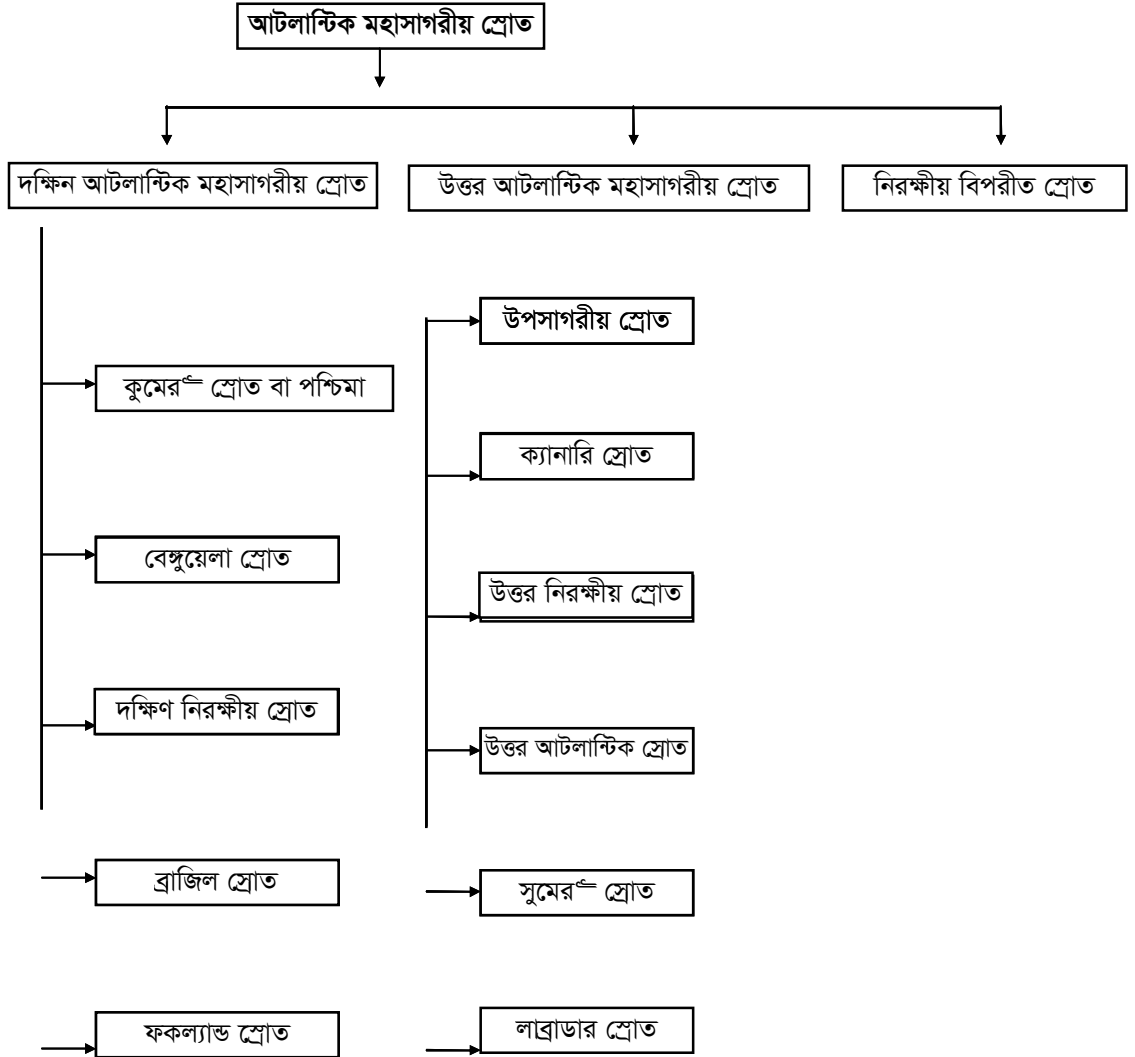 আটলান্টিক মহাসাগরীয় স্রোত
দক্ষিন আটলান্টিক মহাসাগরীয় স্রোত
উত্তর আটলান্টিক মহাসাগরীয় স্রোত
নিরক্ষীয় বিপরীত স্রোত
উপসাগরীয় স্রোত
কুমের স্রোত বা পশ্চিমা
ক্যানারি স্রোত
বেঙ্গুয়েলা স্রোত
উত্তর নিরক্ষীয় স্রোত
দক্ষিণ নিরক্ষীয় স্রোত
উত্তর আটলান্টিক স্রোত
ব্রাজিল স্রোত
সুমের স্রোত
ফকল্যান্ড স্রোত
লাব্রাডার স্রোত